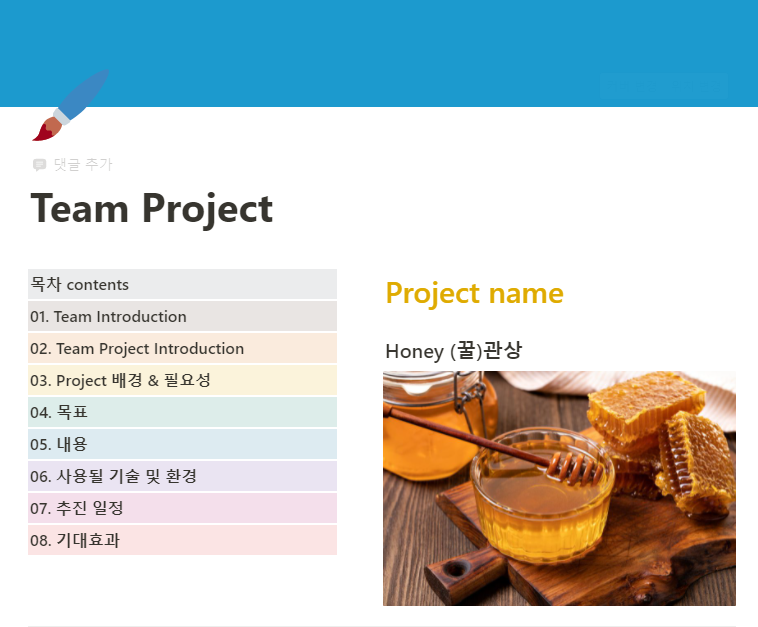 댓글 추가
Team Project
목차 contents
01. Team Introduction
02. Team Project Introduction
03. Project 배경 & 필요성
04. 목표
05. 내용
06. 사용될 기술 및 환경
07. 추진 일정
08. 기대효과
Project name
Honey (꿀)관상